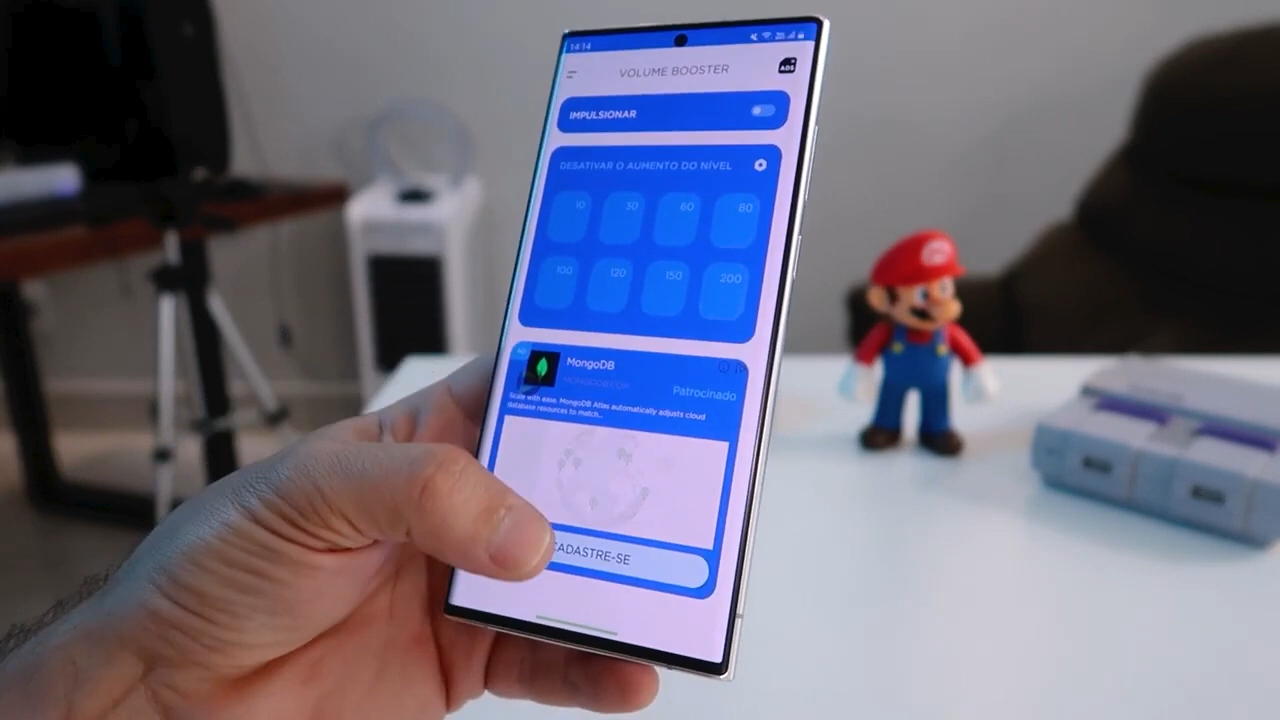 14:14
VOLUME BOOSTER
ADS
IMPULSIONAR
DESATIVAR O AUMENTO DO NÍVEL
10 30 60 80
100 120 150 200
MongoDB
MONGODB.COM
Patrocinado
Scale with ease. MongoDB Atlas automatically adjusts cloud
database resources to match...
CADASTRE-SE